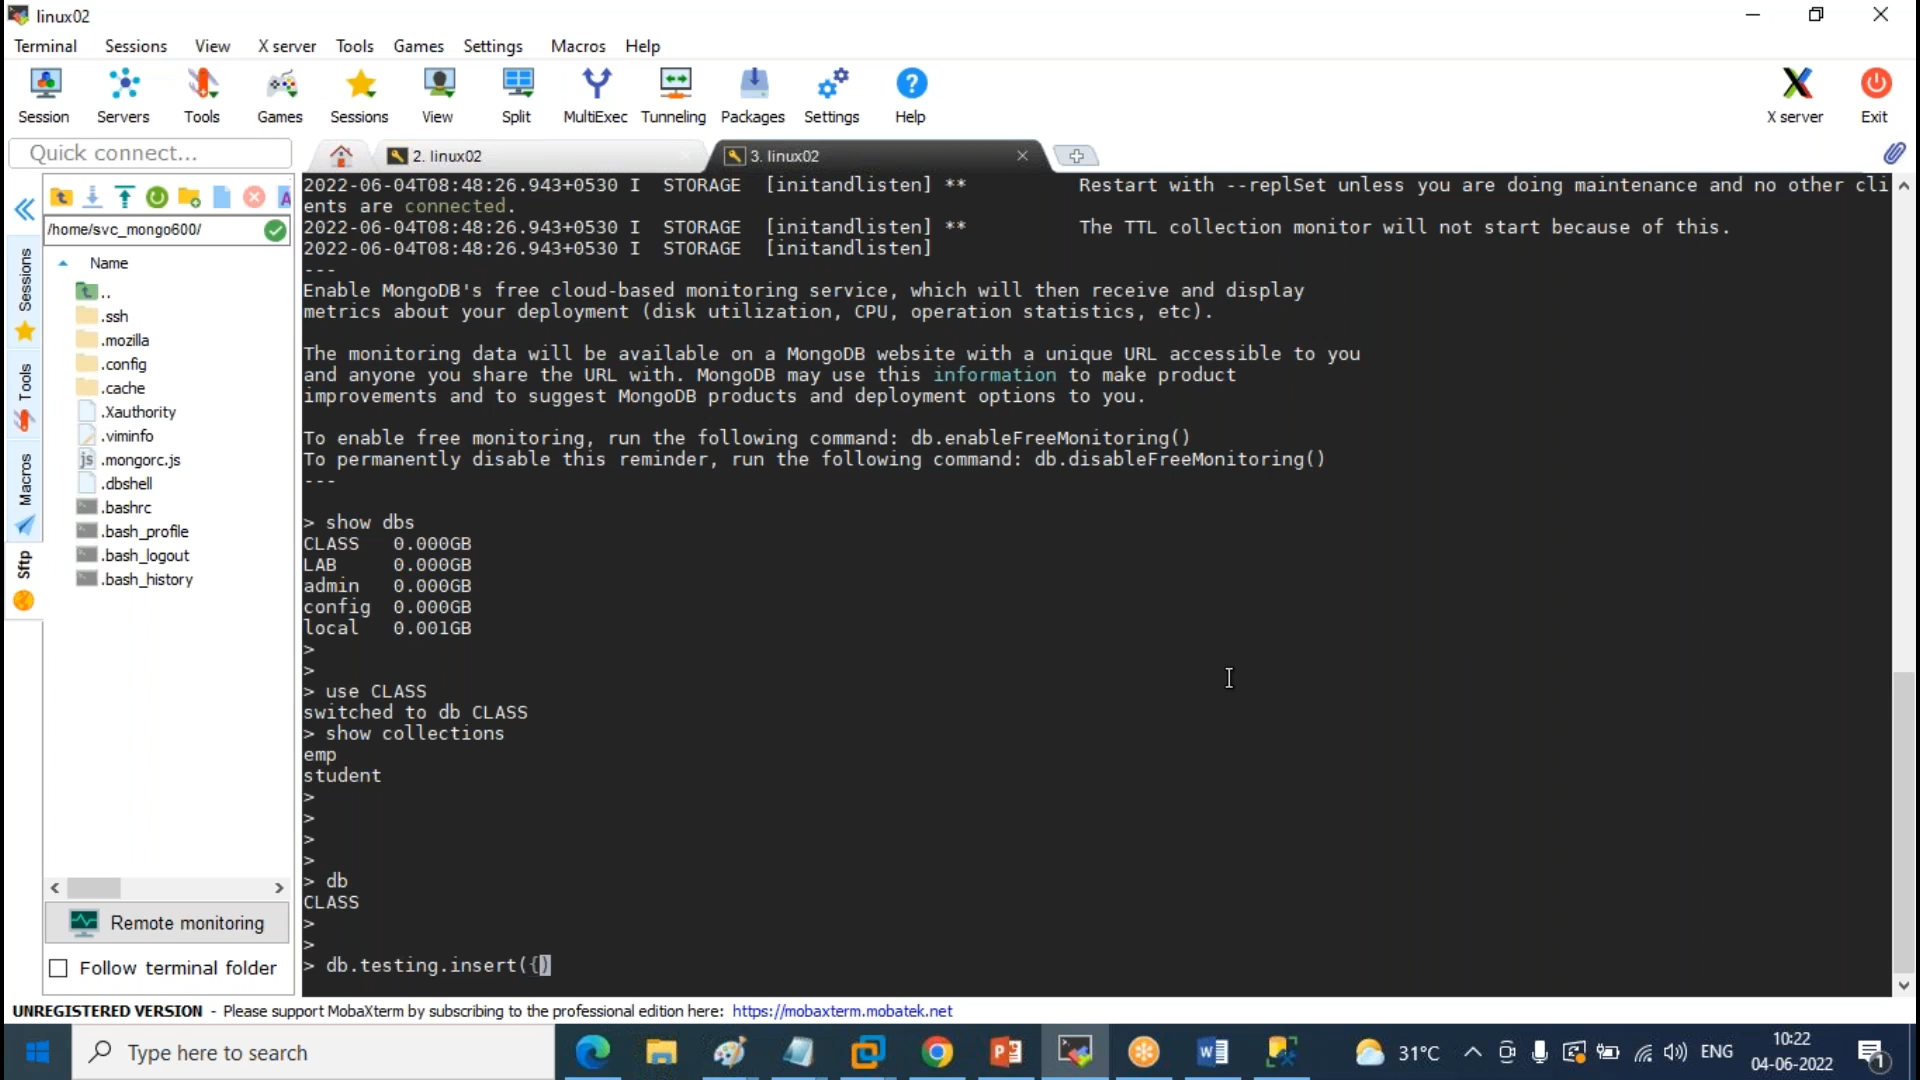 linux02
Terminal Sessions View X server Tools Games Settings Macros Help
Session Servers Tools Games Sessions View Split MultiExec Tunneling Packages Settings Help X server Exit
Quick connect...
2. linux02
3. linux02
/home/svc_mongo600/
Name
..
.ssh
.mozilla
.config
.cache
.Xauthority
.viminfo
.mongorc.js
.dbshell
.bashrc
.bash_profile
.bash_logout
.bash_history
Sessions
Tools
Macros
Sftp
Remote monitoring
Follow terminal folder
2022-06-04T08:48:26.943+0530 I  STORAGE  [initandlisten] **          Restart with --replSet unless you are doing maintenance and no other cli
ents are connected.
2022-06-04T08:48:26.943+0530 I  STORAGE  [initandlisten] **          The TTL collection monitor will not start because of this.
2022-06-04T08:48:26.943+0530 I  STORAGE  [initandlisten]
---
Enable MongoDB's free cloud-based monitoring service, which will then receive and display
metrics about your deployment (disk utilization, CPU, operation statistics, etc).
The monitoring data will be available on a MongoDB website with a unique URL accessible to you
and anyone you share the URL with. MongoDB may use this information to make product
improvements and to suggest MongoDB products and deployment options to you.
To enable free monitoring, run the following command: db.enableFreeMonitoring()
To permanently disable this reminder, run the following command: db.disableFreeMonitoring()
---
> show dbs
CLASS   0.000GB
LAB     0.000GB
admin   0.000GB
config  0.000GB
local   0.001GB
>
>
> use CLASS
switched to db CLASS
> show collections
emp
student
>
>
>
>
> db
CLASS
>
>
> db.testing.insert({)
UNREGISTERED VERSION - Please support MobaXterm by subscribing to the professional edition here: https://mobaxterm.mobatek.net
Type here to search
31°C
ENG
10:22
04-06-2022
1